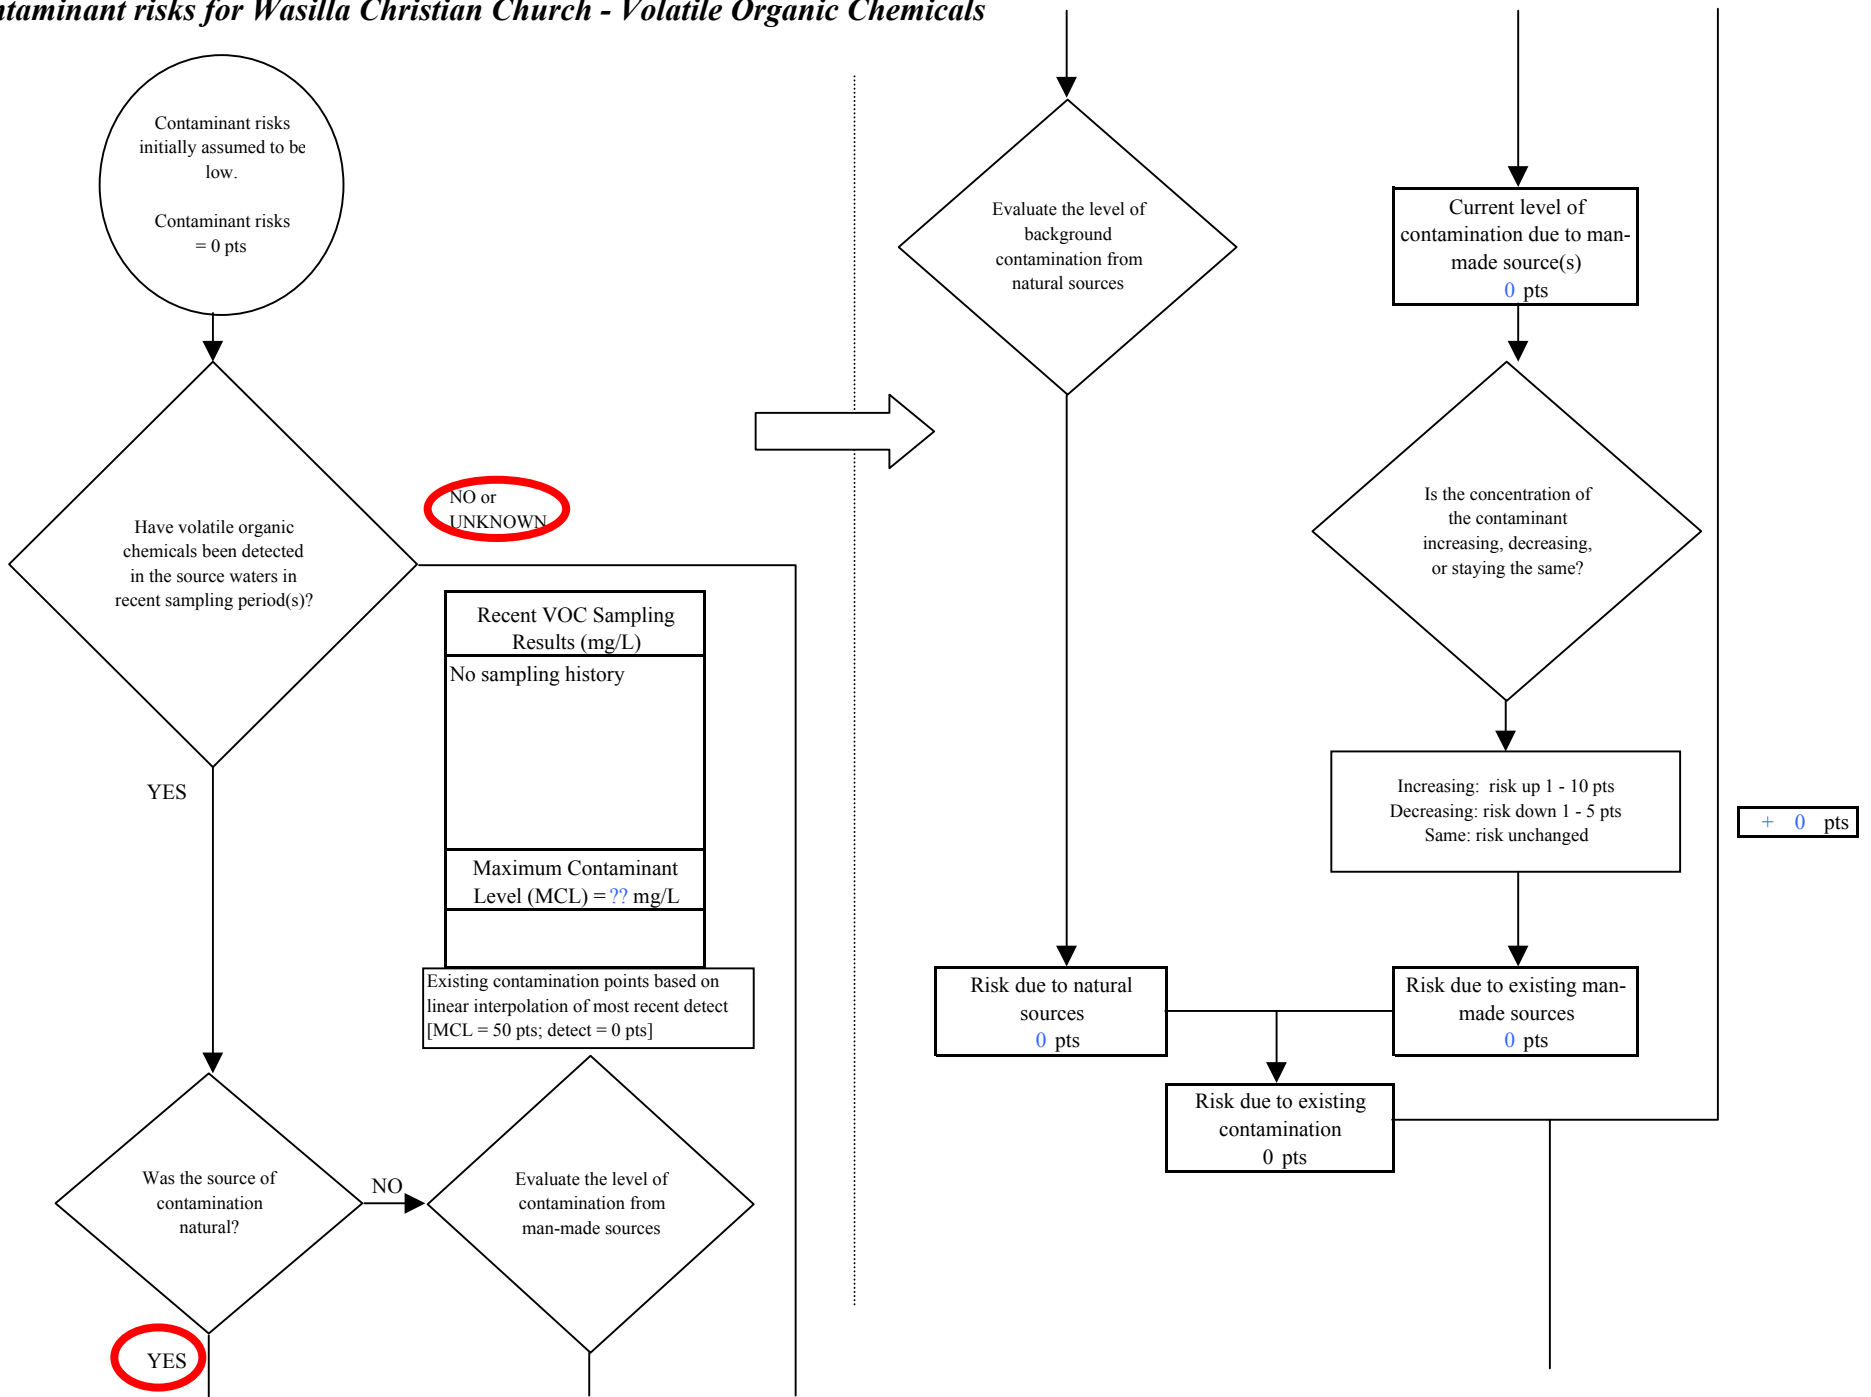 ntaminant risks for Wasilla Christian Church - Volatile Organic Chemicals
Contaminant risks
initially assumed to be
low.
Contaminant risks
= 0 pts
Have volatile organic
chemicals been detected
in the source waters in
recent sampling period(s)?
NO or
UNKNOWN
YES
Recent VOC Sampling
Results (mg/L)
No sampling history
Maximum Contaminant
Level (MCL) = ?? mg/L
Existing contamination points based on
linear interpolation of most recent detect
[MCL = 50 pts; detect = 0 pts]
Was the source of
contamination
natural?
NO
Evaluate the level of
contamination from
man-made sources
YES
Evaluate the level of
background
contamination from
natural sources
Current level of
contamination due to man-
made source(s)
0 pts
Is the concentration of
the contaminant
increasing, decreasing,
or staying the same?
Increasing: risk up 1 - 10 pts
Decreasing: risk down 1 - 5 pts
Same: risk unchanged
+ 0 pts
Risk due to natural
sources
0 pts
Risk due to existing man-
made sources
0 pts
Risk due to existing
contamination
0 pts